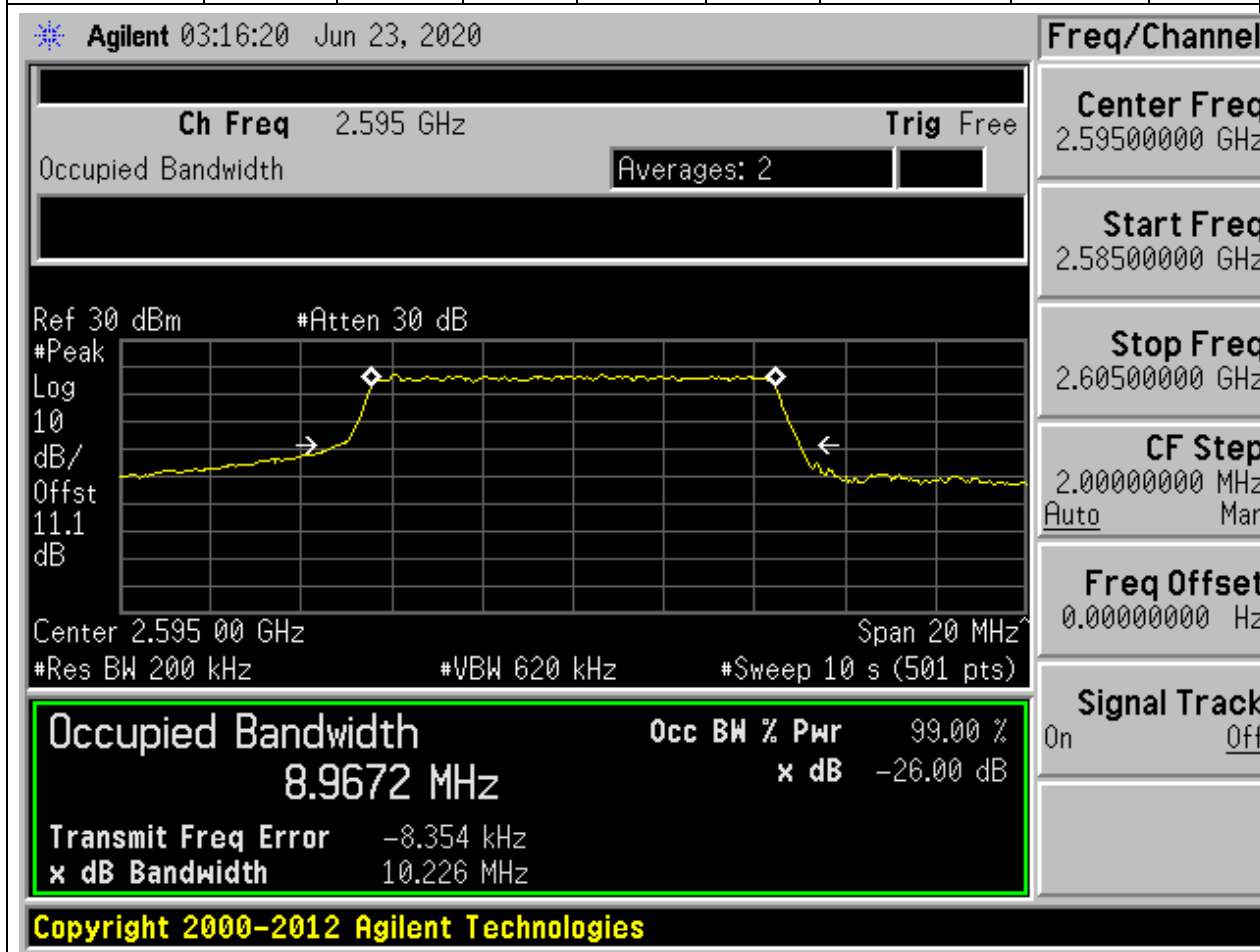 Agilent 03:16:20 Jun 23, 2020
Freq/Channel
Ch Freq 2.595 GHz Trig Free
Occupied Bandwidth Averages: 2
Center Freq
2.59500000 GHz
Start Freq
2.58500000 GHz
Stop Freq
2.60500000 GHz
CF Step
2.00000000 MHz
Auto Man
Freq Offset
0.00000000 Hz
Signal Track
On Off
Ref 30 dBm #Atten 30 dB
#Peak
Log
10
dB/
Offst
11.1
dB
Center 2.595 00 GHz Span 20 MHz^
#Res BW 200 kHz #VBW 620 kHz #Sweep 10 s (501 pts)
Occupied Bandwidth Occ BW % Pwr 99.00 %
8.9672 MHz x dB -26.00 dB
Transmit Freq Error -8.354 kHz
x dB Bandwidth 10.226 MHz
Copyright 2000-2012 Agilent Technologies